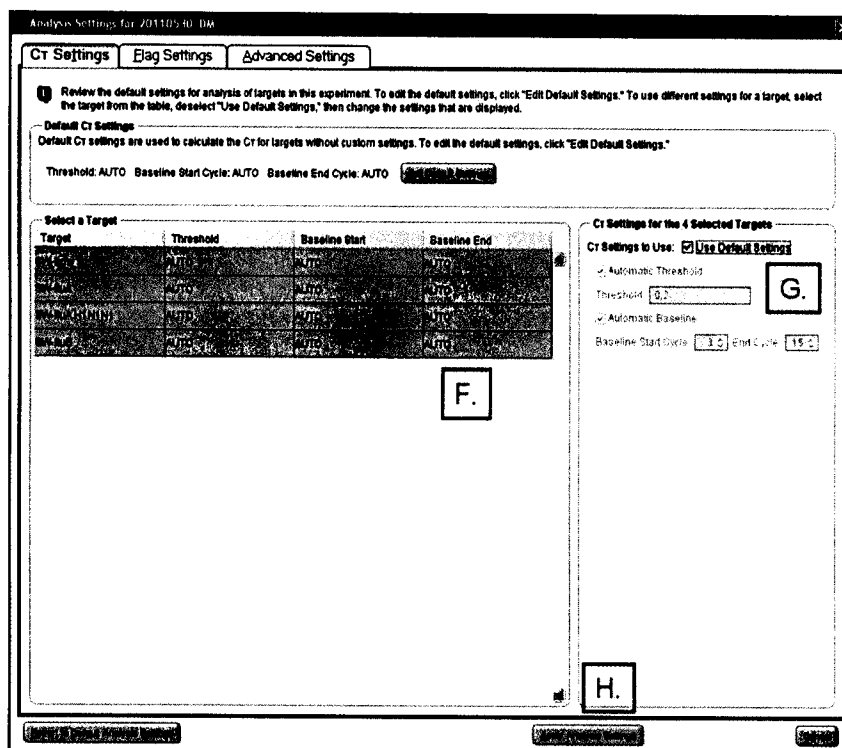 Analysis Settings for 20110530 DM
CT Settings Flag Settings Advanced Settings
Review the default settings for analysis of targets in this experiment. To edit the default settings, click "Edit Default Settings." To use different settings for a target, select
the target from the table, deselect "Use Default Settings," then change the settings that are displayed.
Default CT Settings
Default CT settings are used to calculate the CT for targets without custom settings. To edit the default settings, click "Edit Default Settings."
Threshold: AUTO Baseline Start Cycle: AUTO Baseline End Cycle: AUTO
Select a Target
Target Threshold Baseline Start Baseline End
AUTO AUTO AUTO
AUTO AUTO AUTO
AUTO AUTO AUTO
AUTO AUTO AUTO
F.
CT Settings for the 4 Selected Targets
CT Settings to Use: Use Default Settings
Automatic Threshold
Threshold: 0.2
G.
Automatic Baseline
Baseline Start Cycle: 3 End Cycle: 15
H.